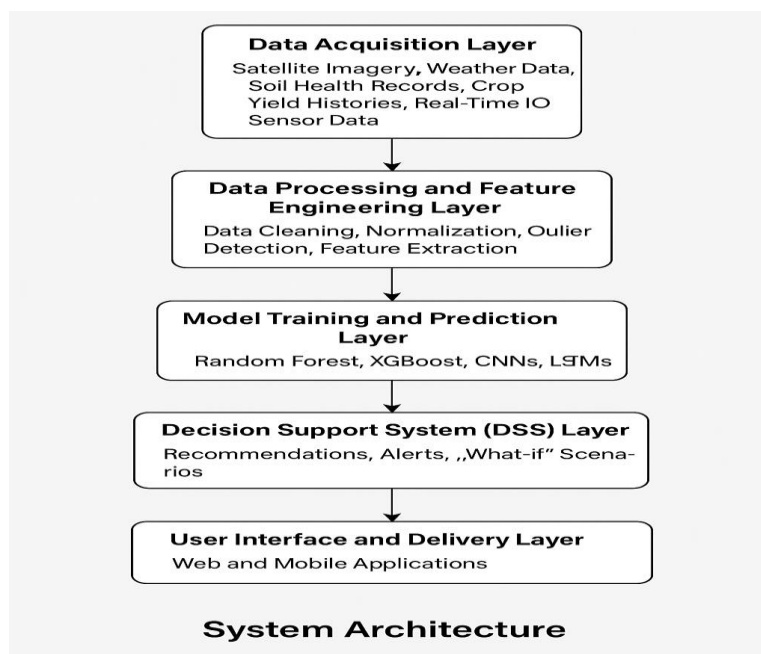 Data Acquisition Layer
Satellite Imagery, Weather Data,
Soil Health Records, Crop
Yield Histories, Real-Time IO
Sensor Data
Data Processing and Feature
Engineering Layer
Data Cleaning, Normalization, Oulier
Detection, Feature Extraction
Model Training and Prediction
Layer
Random Forest, XGBoost, CNNs, LSTMs
Decision Support System (DSS) Layer
Recommendations, Alerts, ,,What-if” Scena-
rios
User Interface and Delivery Layer
Web and Mobile Applications
System Architecture